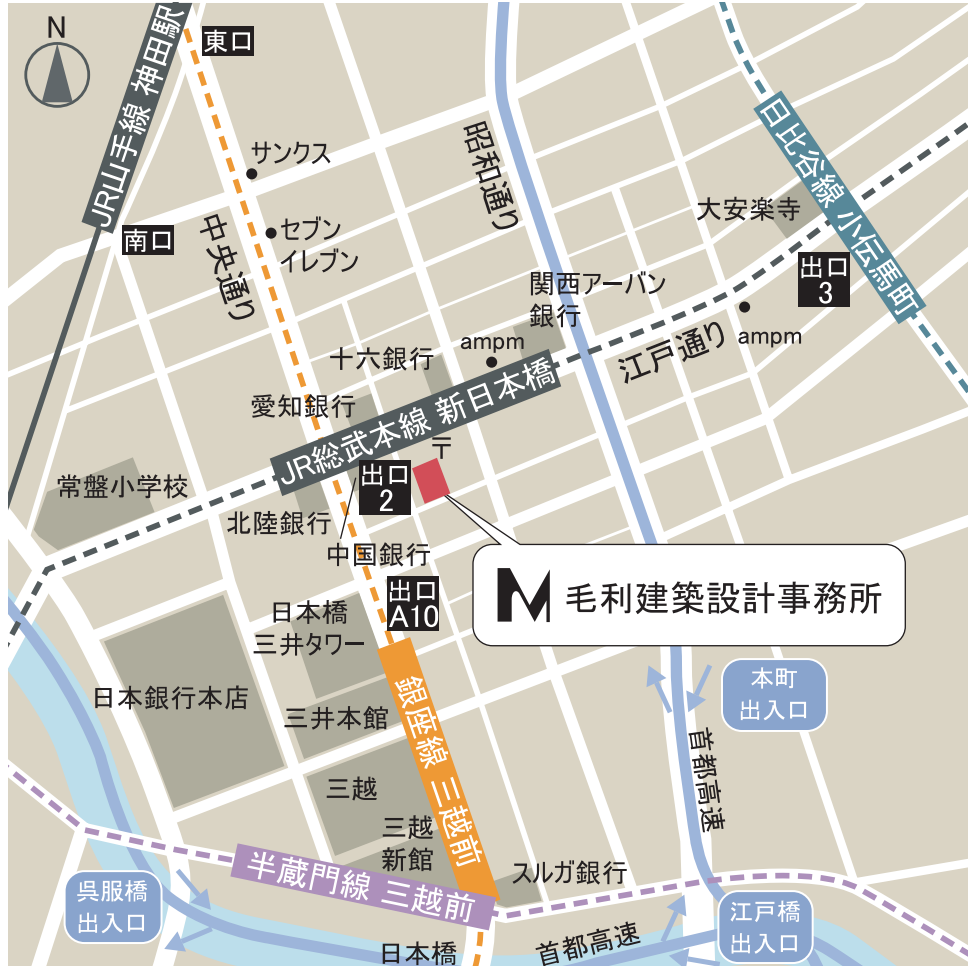 N
東口
JR山手線 神田駅
サンクス
昭和通り
日比谷線 小伝馬町
大安楽寺
南口
中央通り
セブン
イレブン
出口
3
関西アーバン
銀行
ampm
江戸通り
ampm
十六銀行
愛知銀行
JR総武本線 新日本橋
〒
出口
2
常盤小学校
北陸銀行
中国銀行
出口
A10
M 毛利建築設計事務所
日本橋
三井タワー
日本銀行本店
三井本館
銀座線 三越前
本町
出入口
首都高速
三越
三越
新館
半蔵門線 三越前
スルガ銀行
呉服橋
出入口
江戸橋
出入口
日本橋
首都高速